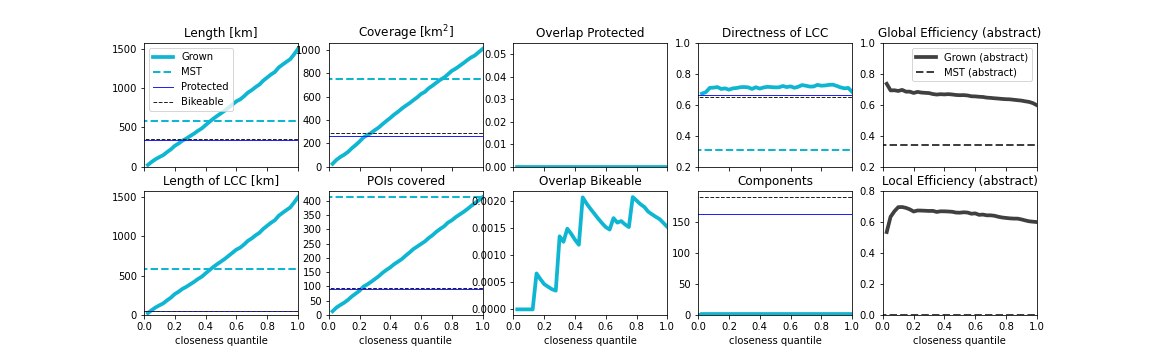 Length [km]
Coverage [km²]
Overlap Protected
Directness of LCC
Global Efficiency (abstract)
1500
1000
500
0
Grown
MST
Protected
Bikeable
1000
800
600
400
200
0
0.05
0.04
0.03
0.02
0.01
0.00
1.0
0.8
0.6
0.4
0.2
1.0
0.8
0.6
0.4
0.2
Grown (abstract)
MST (abstract)
Length of LCC [km]
POIs covered
Overlap Bikeable
Components
Local Efficiency (abstract)
1500
1000
500
0
400
350
300
250
200
150
100
50
0
0.0020
0.0015
0.0010
0.0005
0.0000
150
100
50
0
0.8
0.6
0.4
0.2
0.0
0.0 0.2 0.4 0.6 0.8 1.0
0.0 0.2 0.4 0.6 0.8 1.0
0.0 0.2 0.4 0.6 0.8 1.0
0.0 0.2 0.4 0.6 0.8 1.0
0.0 0.2 0.4 0.6 0.8 1.0
closeness quantile
closeness quantile
closeness quantile
closeness quantile
closeness quantile